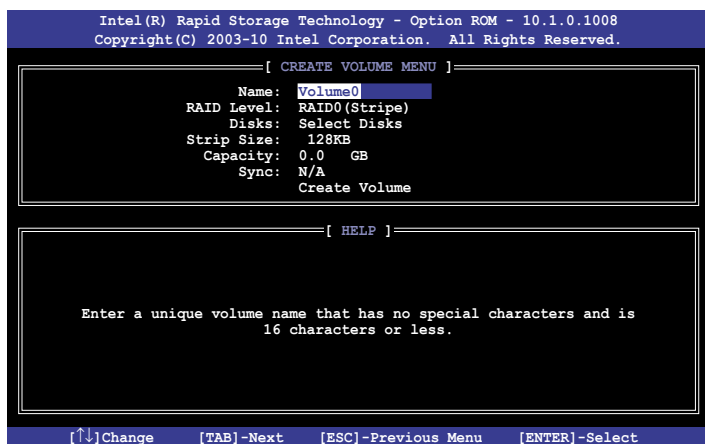 Intel(R) Rapid Storage Technology - Option ROM - 10.1.0.1008
Copyright(C) 2003-10 Intel Corporation. All Rights Reserved.
[ CREATE VOLUME MENU ]
Name: Volume0
RAID Level: RAID0(Stripe)
Disks: Select Disks
Strip Size: 128KB
Capacity: 0.0 GB
Sync: N/A
Create Volume
[ HELP ]
Enter a unique volume name that has no special characters and is
16 characters or less.
[↑↓]Change [TAB]-Next [ESC]-Previous Menu [ENTER]-Select